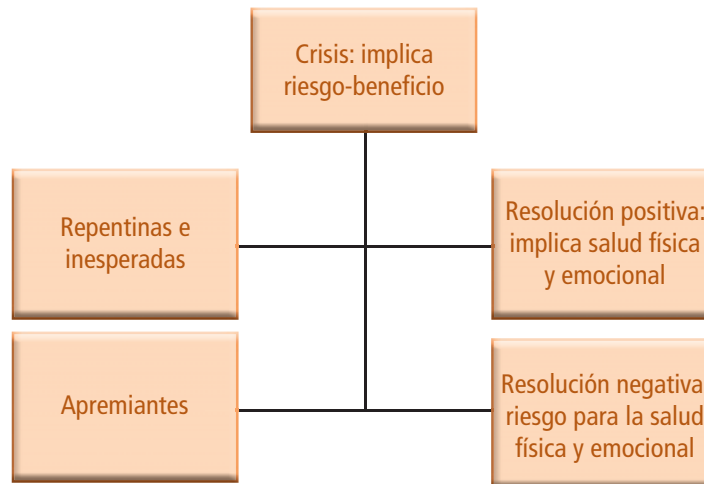 Crisis: implica
riesgo-beneficio
Repentinas e
inesperadas
Resolución positiva:
implica salud física
y emocional
Apremiantes
Resolución negativa
riesgo para la salud
física y emocional